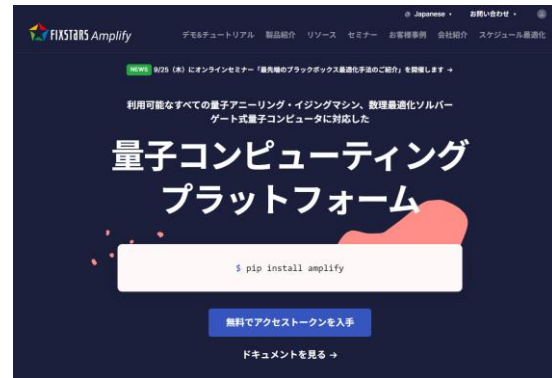 Japanese
お問い合わせ
FIXSTARS Amplify
デモ&チュートリアル 製品紹介 リソース セミナー お客様事例 会社紹介 スケジュール最適化
NEWS 9/25（木）にオンラインセミナー「最先端のブラックボックス最適化手法のご紹介」を開催します →
利用可能なすべての量子アニーリング・イジングマシン、数理最適化ソルバー
ゲート式量子コンピュータに対応した
量子コンピューティング
プラットフォーム
$ pip install amplify
無料でアクセストークンを入手
ドキュメントを見る →